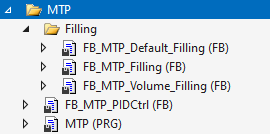 MTP
Filling
FB_MTP_Default_Filling (FB)
FB_MTP_Filling (FB)
FB_MTP_Volume_Filling (FB)
FB_MTP_PIDCtrl (FB)
MTP (PRG)